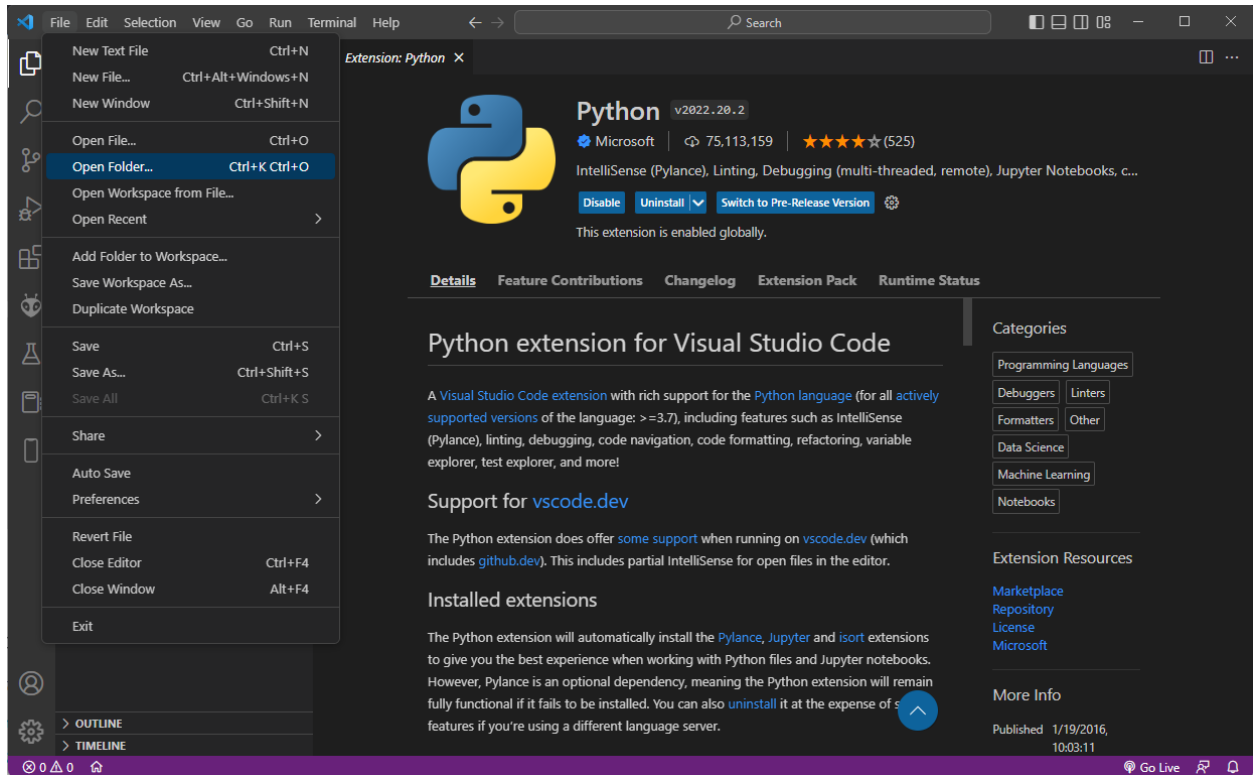 File Edit Selection View Go Run Terminal Help
Search
New Text File Ctrl+N
New File... Ctrl+Alt+Windows+N
New Window Ctrl+Shift+N
Open File... Ctrl+O
Open Folder... Ctrl+K Ctrl+O
Open Workspace from File...
Open Recent
Add Folder to Workspace...
Save Workspace As...
Duplicate Workspace
Save Ctrl+S
Save As... Ctrl+Shift+S
Save All Ctrl+K S
Share
Auto Save
Preferences
Revert File
Close Editor Ctrl+F4
Close Window Alt+F4
Exit
OUTLINE
TIMELINE
Extension: Python
Python v2022.20.2
Microsoft 75,113,159 (525)
IntelliSense (Pylance), Linting, Debugging (multi-threaded, remote), Jupyter Notebooks, c...
Disable Uninstall Switch to Pre-Release Version
This extension is enabled globally.
Details Feature Contributions Changelog Extension Pack Runtime Status
Python extension for Visual Studio Code
A Visual Studio Code extension with rich support for the Python language (for all actively
supported versions of the language: >=3.7), including features such as IntelliSense
(Pylance), linting, debugging, code navigation, code formatting, refactoring, variable
explorer, test explorer, and more!
Support for vscode.dev
The Python extension does offer some support when running on vscode.dev (which
includes github.dev). This includes partial IntelliSense for open files in the editor.
Installed extensions
The Python extension will automatically install the Pylance, Jupyter and isort extensions
to give you the best experience when working with Python files and Jupyter notebooks.
However, Pylance is an optional dependency, meaning the Python extension will remain
fully functional if it fails to be installed. You can also uninstall it at the expense of
features if you're using a different language server.
Categories
Programming Languages
Debuggers Linters
Formatters Other
Data Science
Machine Learning
Notebooks
Extension Resources
Marketplace
Repository
License
Microsoft
More Info
Published 1/19/2016,
10:03:11
0 0 Go Live